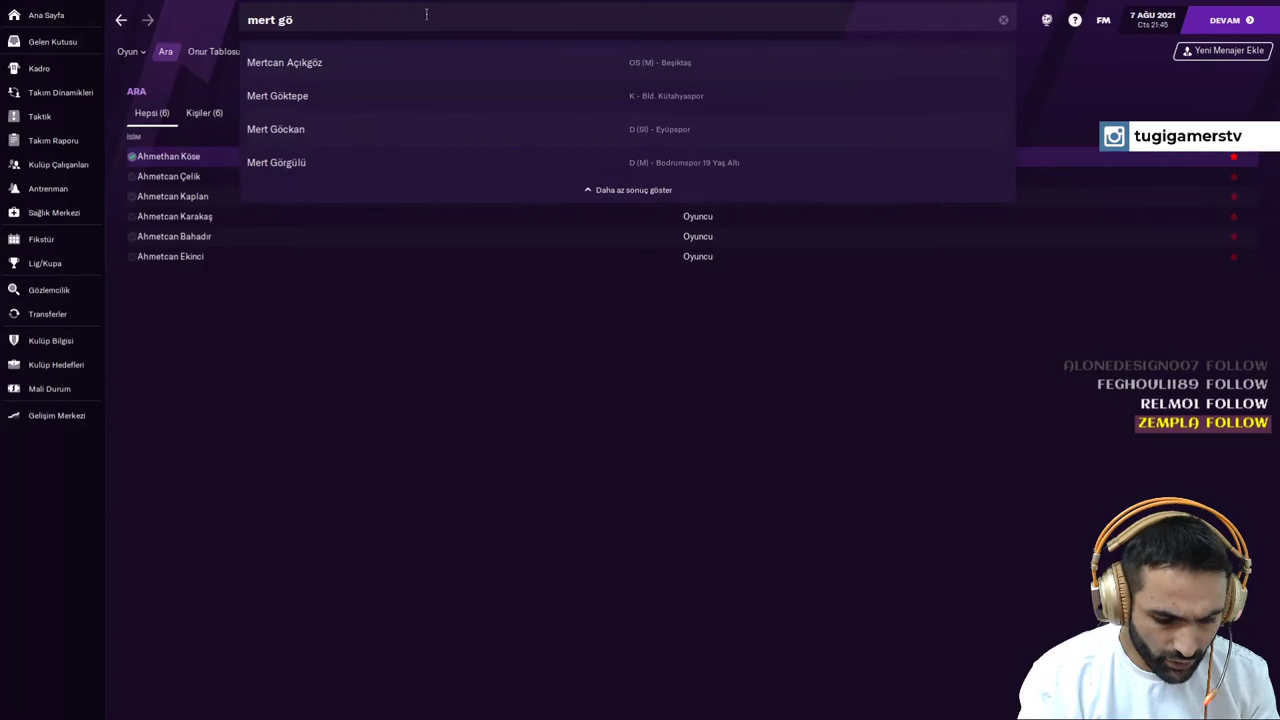 Ana Sayfa
mert gö
FM
7 AĞU 2021
Cts 21:45
DEVAM
Gelen Kutusu
Oyun
Ara
Onur Tablosu
Yeni Menajer Ekle
Mertcan Açıkgöz
OS (M) - Beşiktaş
Kadro
Takım Dinamikleri
ARA
Mert Göktepe
K - Bld. Kütahyaspor
Taktik
Hepsi (6)
Kişiler (6)
Mert Göckan
D (Sl) - Eyüpspor
tugigamerstv
Takım Raporu
İSİM
Kulüp Çalışanları
Ahmethan Köse
Mert Görgülü
D (M) - Bodrumspor 19 Yaş Altı
Ahmetcan Çelik
Daha az sonuç göster
Antrenman
Ahmetcan Kaplan
Sağlık Merkezi
Ahmetcan Karakaş
Oyuncu
Fikstür
Ahmetcan Bahadır
Oyuncu
Lig/Kupa
Ahmetcan Ekinci
Oyuncu
Gözlemcilik
Transferler
Kulüp Bilgisi
Kulüp Hedefleri
Mali Durum
Gelişim Merkezi
ALONEDESIGN007 FOLLOW
FEGHOULI189 FOLLOW
RELMO1 FOLLOW
ZEMPLA FOLLOW